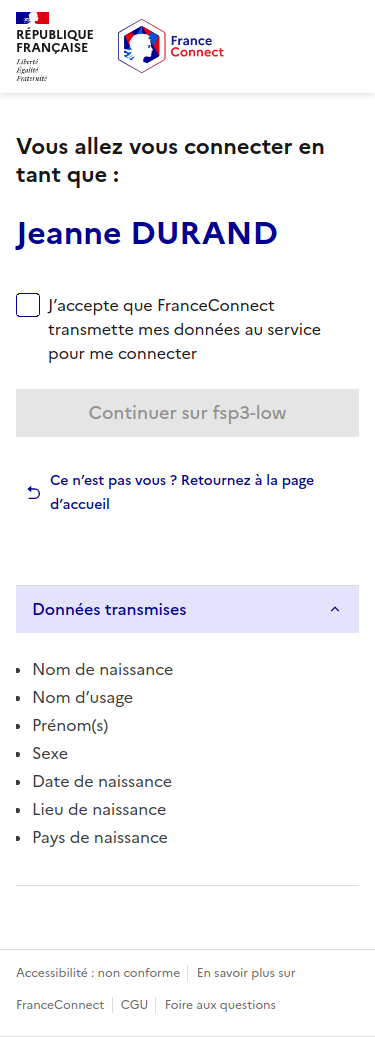 RÉPUBLIQUE
FRANÇAISE
Liberté
Égalité
Fraternité
France
Connect
Vous allez vous connecter en
tant que :
Jeanne DURAND
J’accepte que FranceConnect
transmette mes données au service
pour me connecter
Continuer sur fsp3-low
Ce n’est pas vous ? Retournez à la page
d’accueil
Données transmises
Nom de naissance
Nom d’usage
Prénom(s)
Sexe
Date de naissance
Lieu de naissance
Pays de naissance
Accessibilité : non conforme
En savoir plus sur
FranceConnect
CGU
Foire aux questions